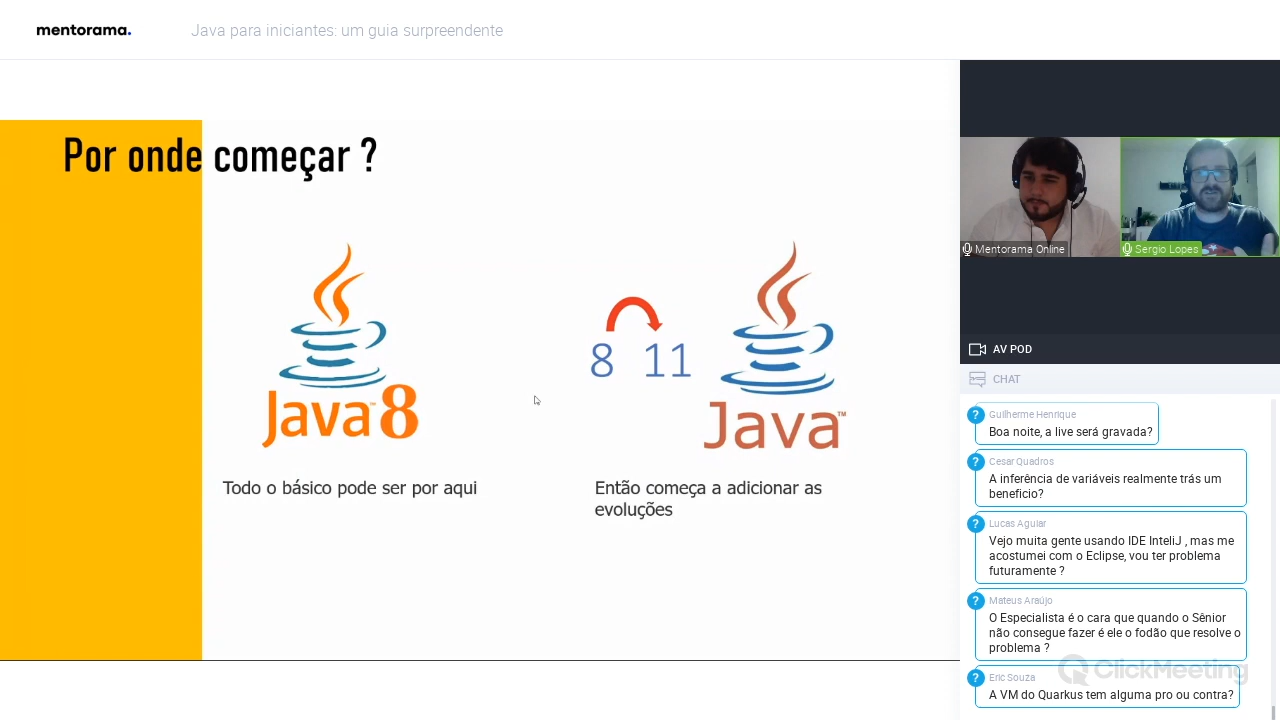 mentorama.
Java para iniciantes: um guia surpreendente
Por onde começar ?
Java™ 8
8 11
Java™
Todo o básico pode ser por aqui
Então começa a adicionar as
evoluções
Mentorama Online
Sergio Lopes
AV POD
CHAT
? Guilherme Henrique
Boa noite, a live será gravada?
? Cesar Quadros
A inferência de variáveis realmente trás um
beneficio?
? Lucas Aguiar
Vejo muita gente usando IDE InteliJ , mas me
acostumei com o Eclipse, vou ter problema
futuramente ?
? Mateus Araújo
O Especialista é o cara que quando o Sênior
não consegue fazer é ele o fodão que resolve o
problema ?
ClickMeeting
? Eric Souza
A VM do Quarkus tem alguma pro ou contra?